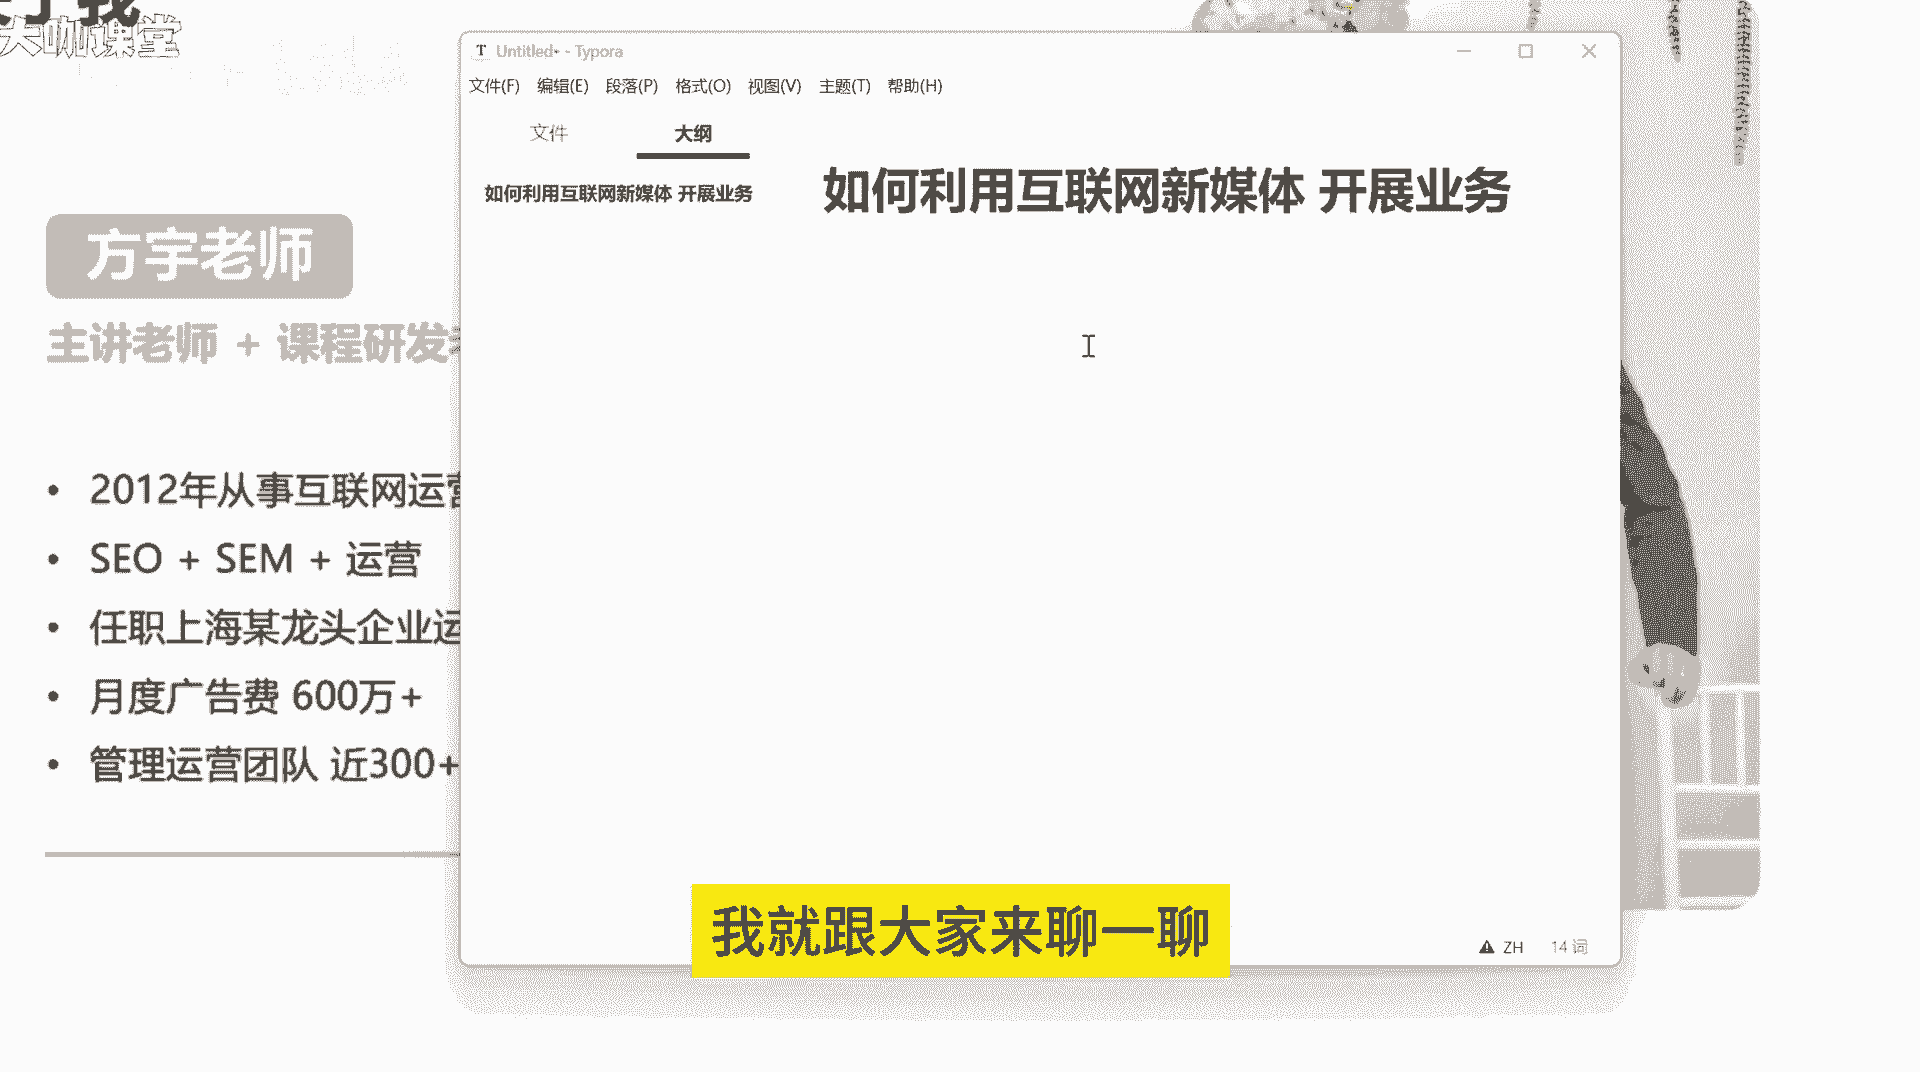 大咖课堂
T Untitled• - Typora
文件(F) 编辑(E) 段落(P) 格式(O) 视图(V) 主题(T) 帮助(H)
文件 大纲
如何利用互联网新媒体 开展业务
如何利用互联网新媒体 开展业务
方宇老师
主讲老师 + 课程研发
• 2012年从事互联网运营
• SEO + SEM + 运营
• 任职上海某龙头企业运
• 月度广告费 600万+
• 管理运营团队 近300+
我就跟大家来聊一聊
ZH 14 词